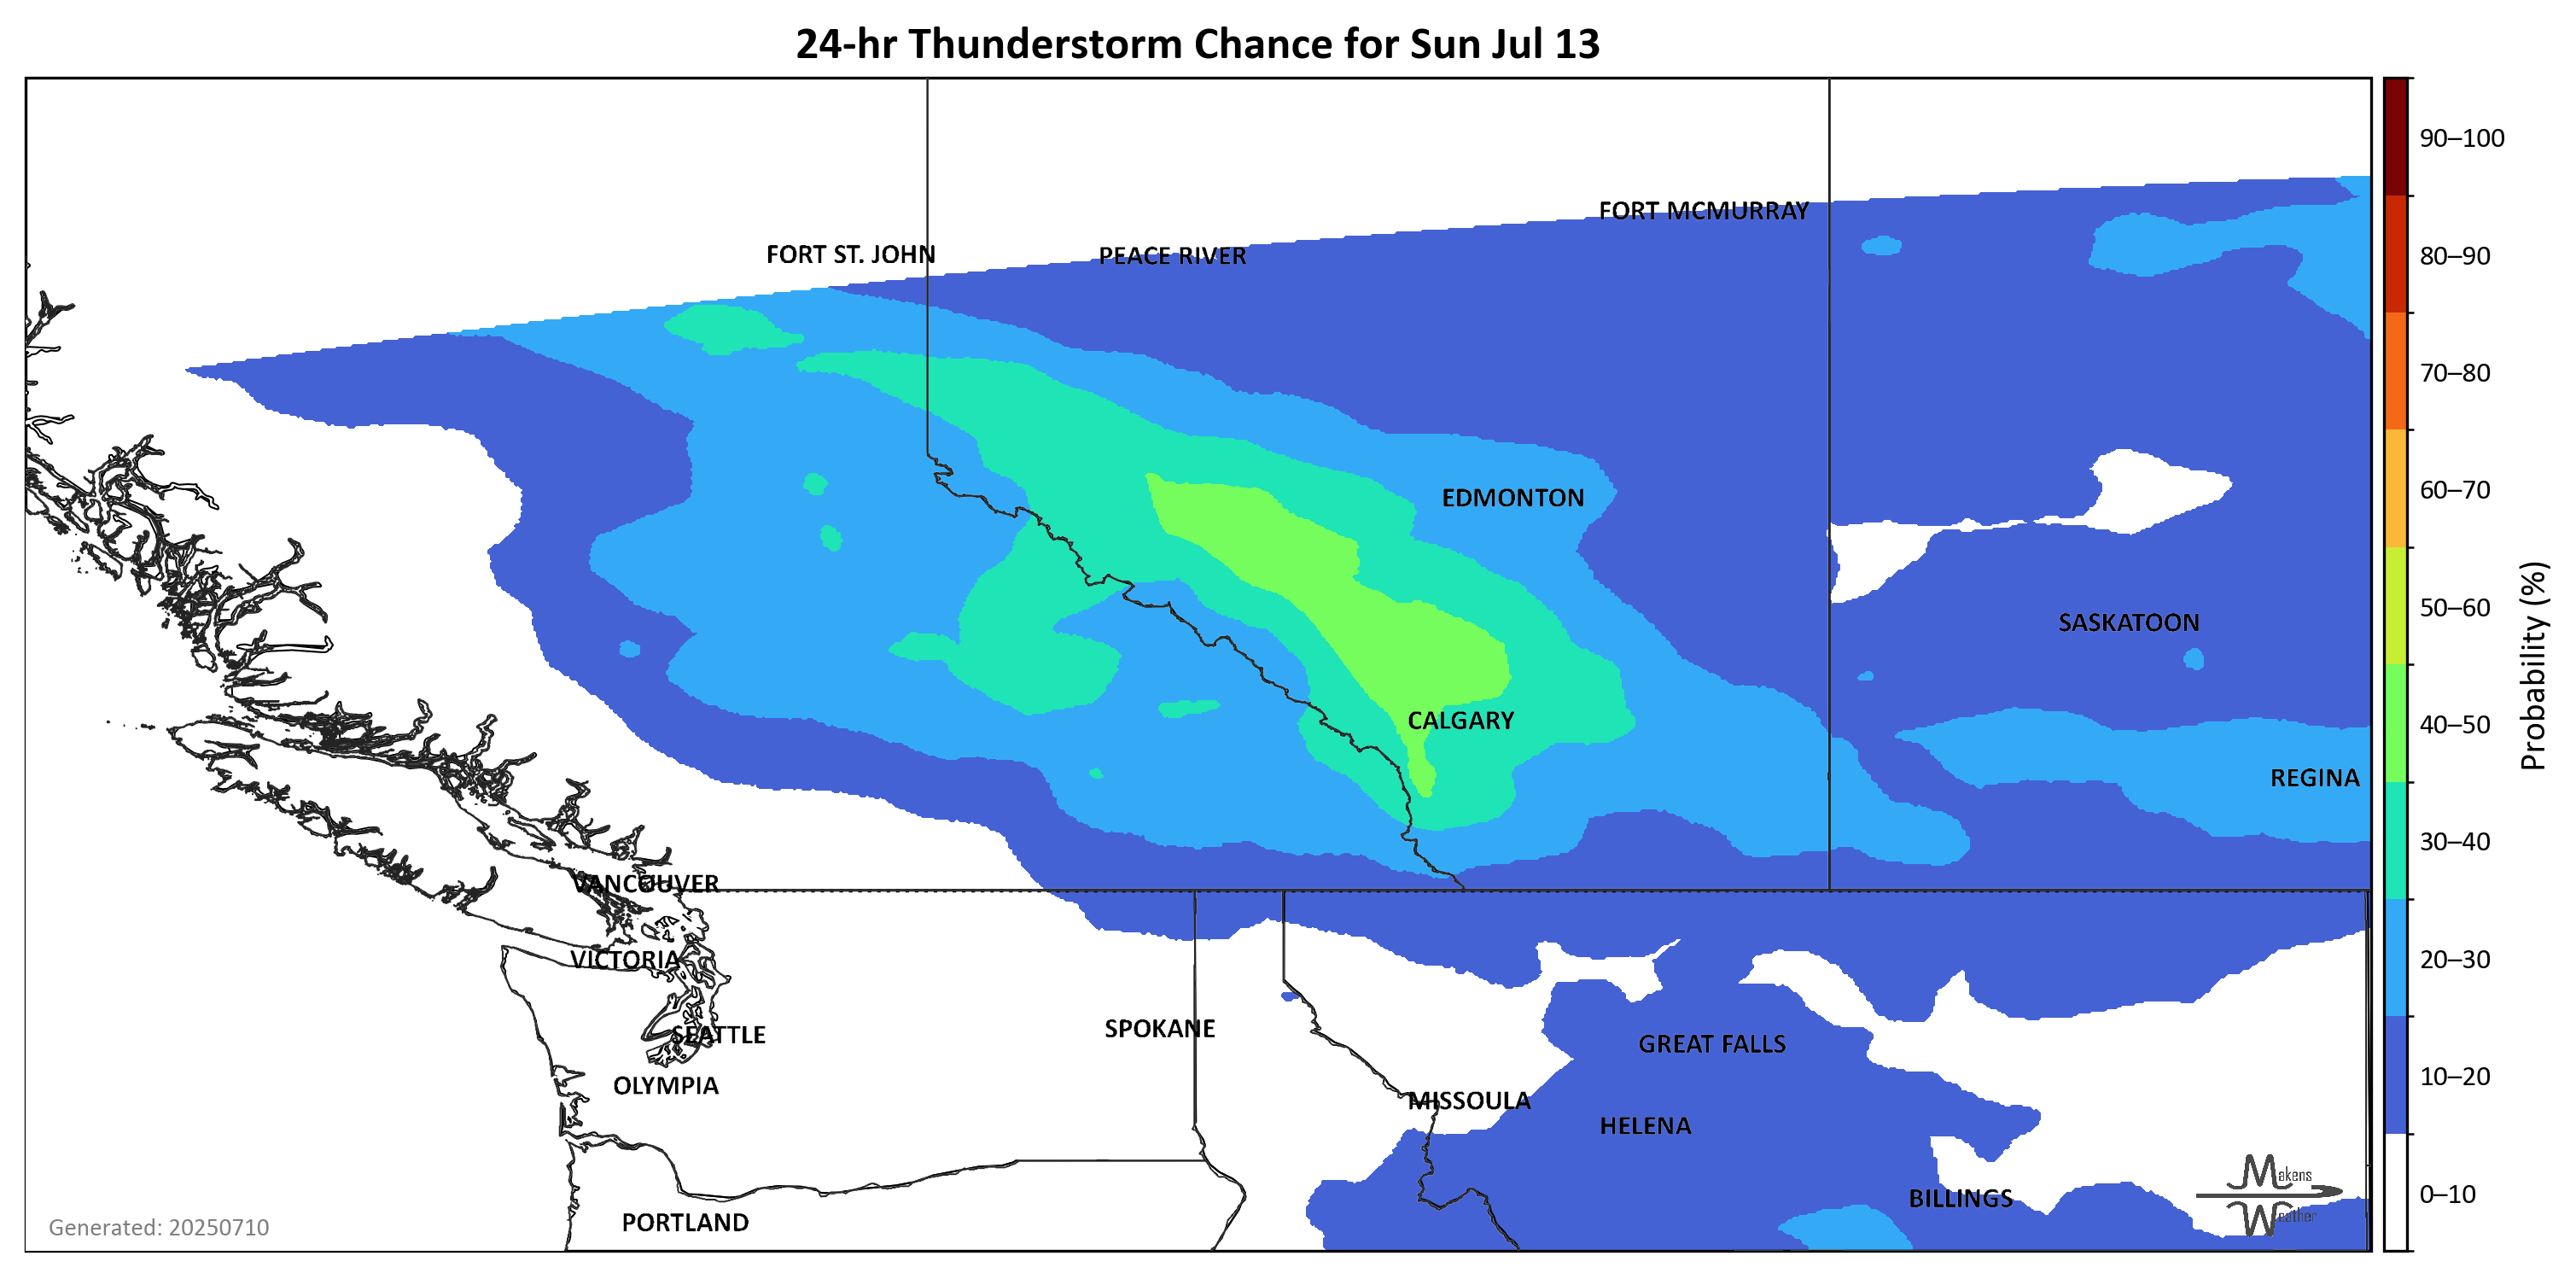 24-hr Thunderstorm Chance for Sun Jul 13
90–100
FORT MCMURRAY
FORT ST. JOHN
PEACE RIVER
80–90
70–80
60–70
EDMONTON
50–60
SASKATOON
Probability (%)
40–50
CALGARY
REGINA
30–40
VANCOUVER
VICTORIA
20–30
SPOKANE
SEATTLE
GREAT FALLS
OLYMPIA
10–20
MISSOULA
HELENA
Makens
Weather
0–10
BILLINGS
PORTLAND
Generated: 20250710